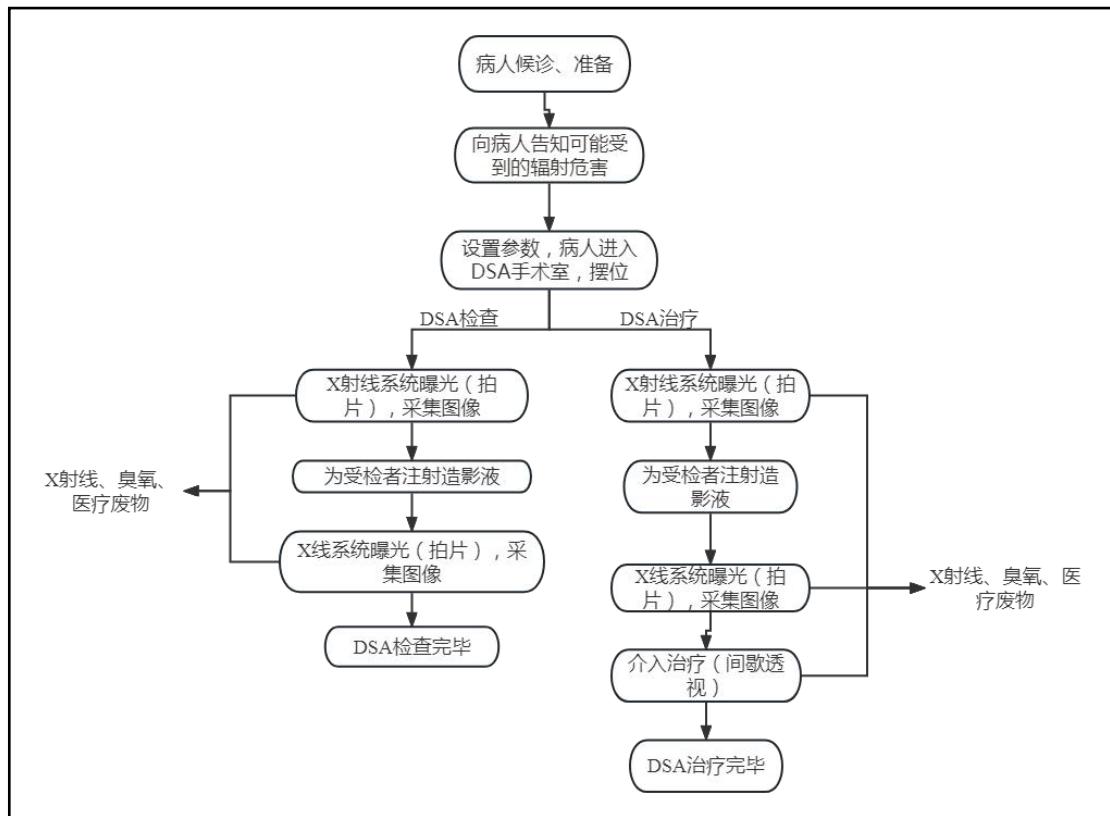 病人候诊、准备
向病人告知可能受
到的辐射危害
设置参数，病人进入
DSA手术室，摆位
DSA检查
DSA治疗
X射线系统曝光（拍
片），采集图像
为受检者注射造影液
X线系统曝光（拍片），采
集图像
DSA检查完毕
X射线、臭氧、
医疗废物
X射线系统曝光（拍
片），采集图像
为受检者注射造
影液
X线系统曝光（拍
片），采集图像
介入治疗（间歇透
视）
DSA治疗完毕
X射线、臭氧、医
疗废物